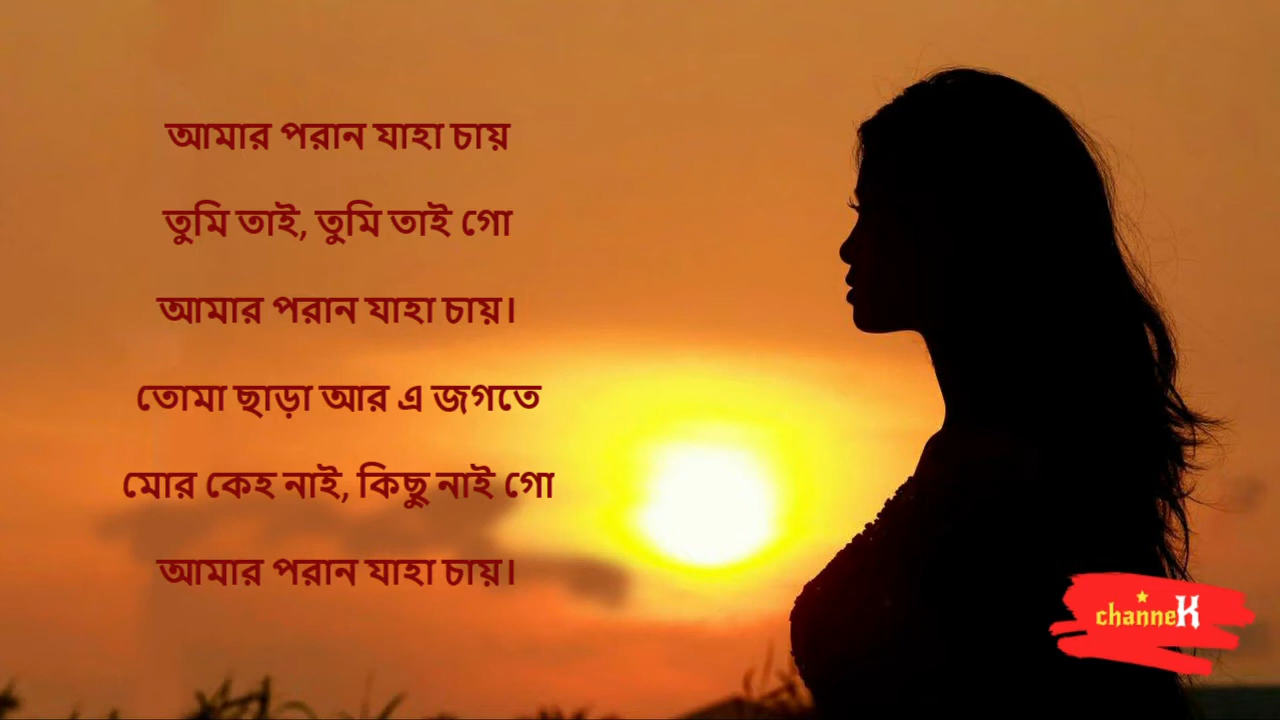 আমার পরান যাহা চায়
তুমি তাই, তুমি তাই গো
আমার পরান যাহা চায়।
তোমা ছাড়া আর এ জগতে
মোর কেহ নাই, কিছু নাই গো
আমার পরান যাহা চায়।
channeK